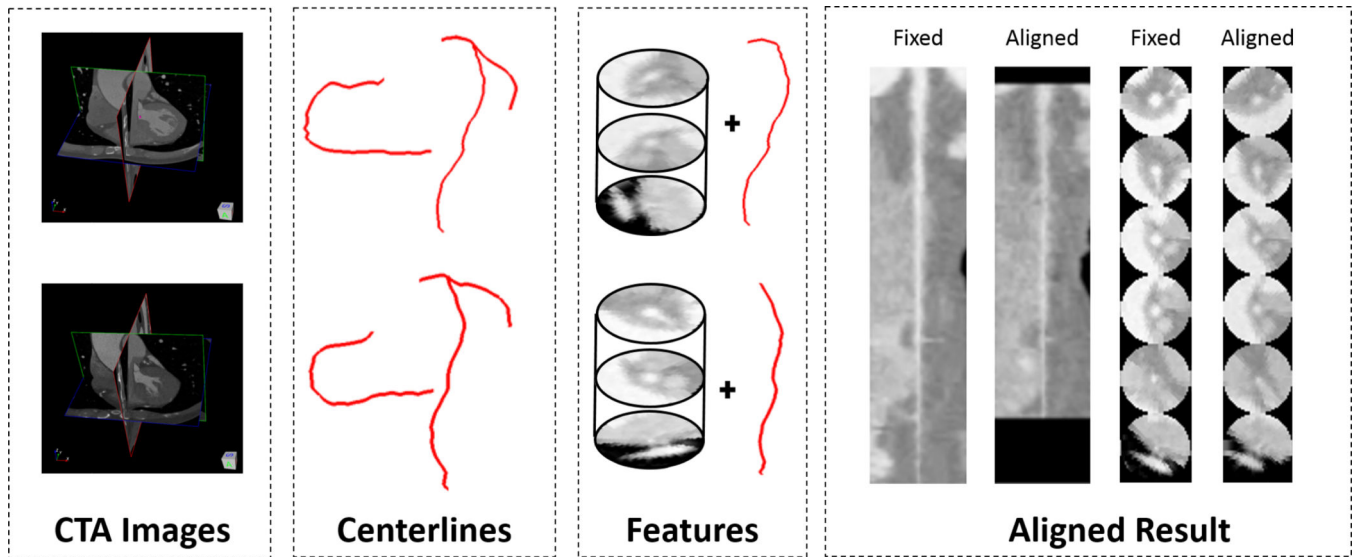 Fixed Aligned Fixed Aligned
+
+
CTA Images Centerlines Features Aligned Result